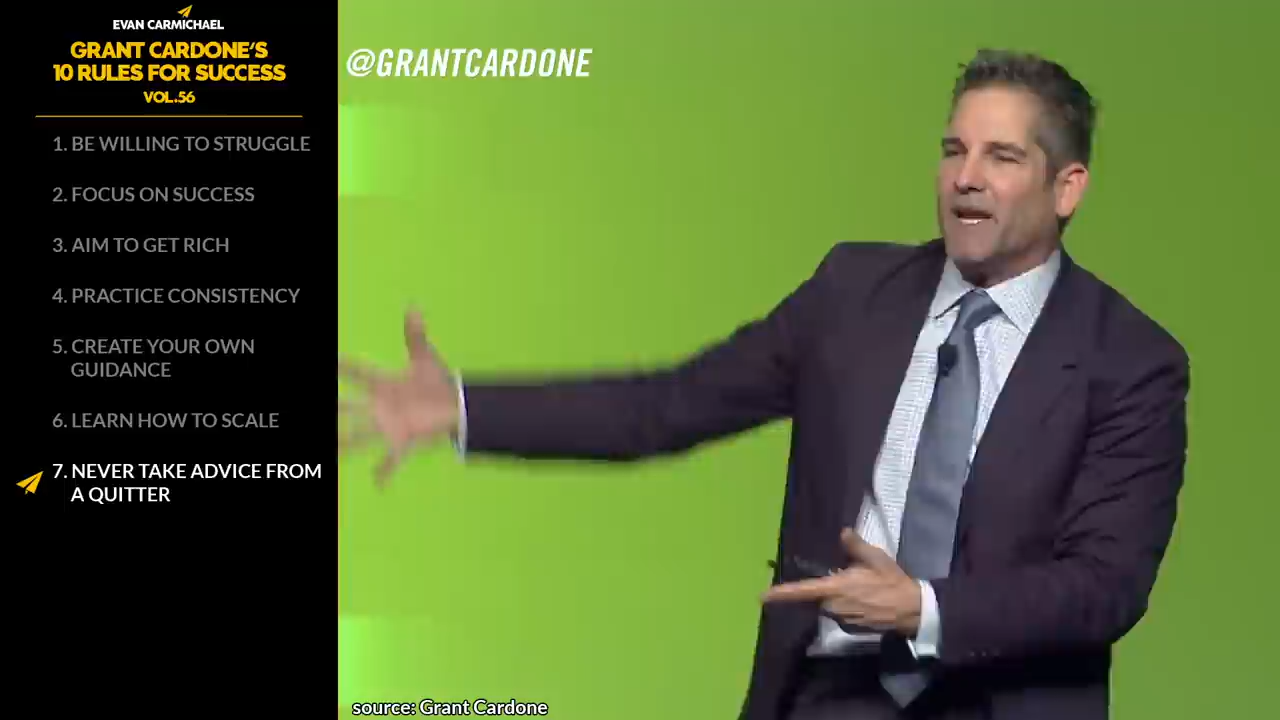 EVAN CARMICHAEL
GRANT CARDONE'S
10 RULES FOR SUCCESS
VOL.56
1. BE WILLING TO STRUGGLE
2. FOCUS ON SUCCESS
3. AIM TO GET RICH
4. PRACTICE CONSISTENCY
5. CREATE YOUR OWN
GUIDANCE
6. LEARN HOW TO SCALE
7. NEVER TAKE ADVICE FROM
A QUITTER
@GRANTCARDONE
source: Grant Cardone